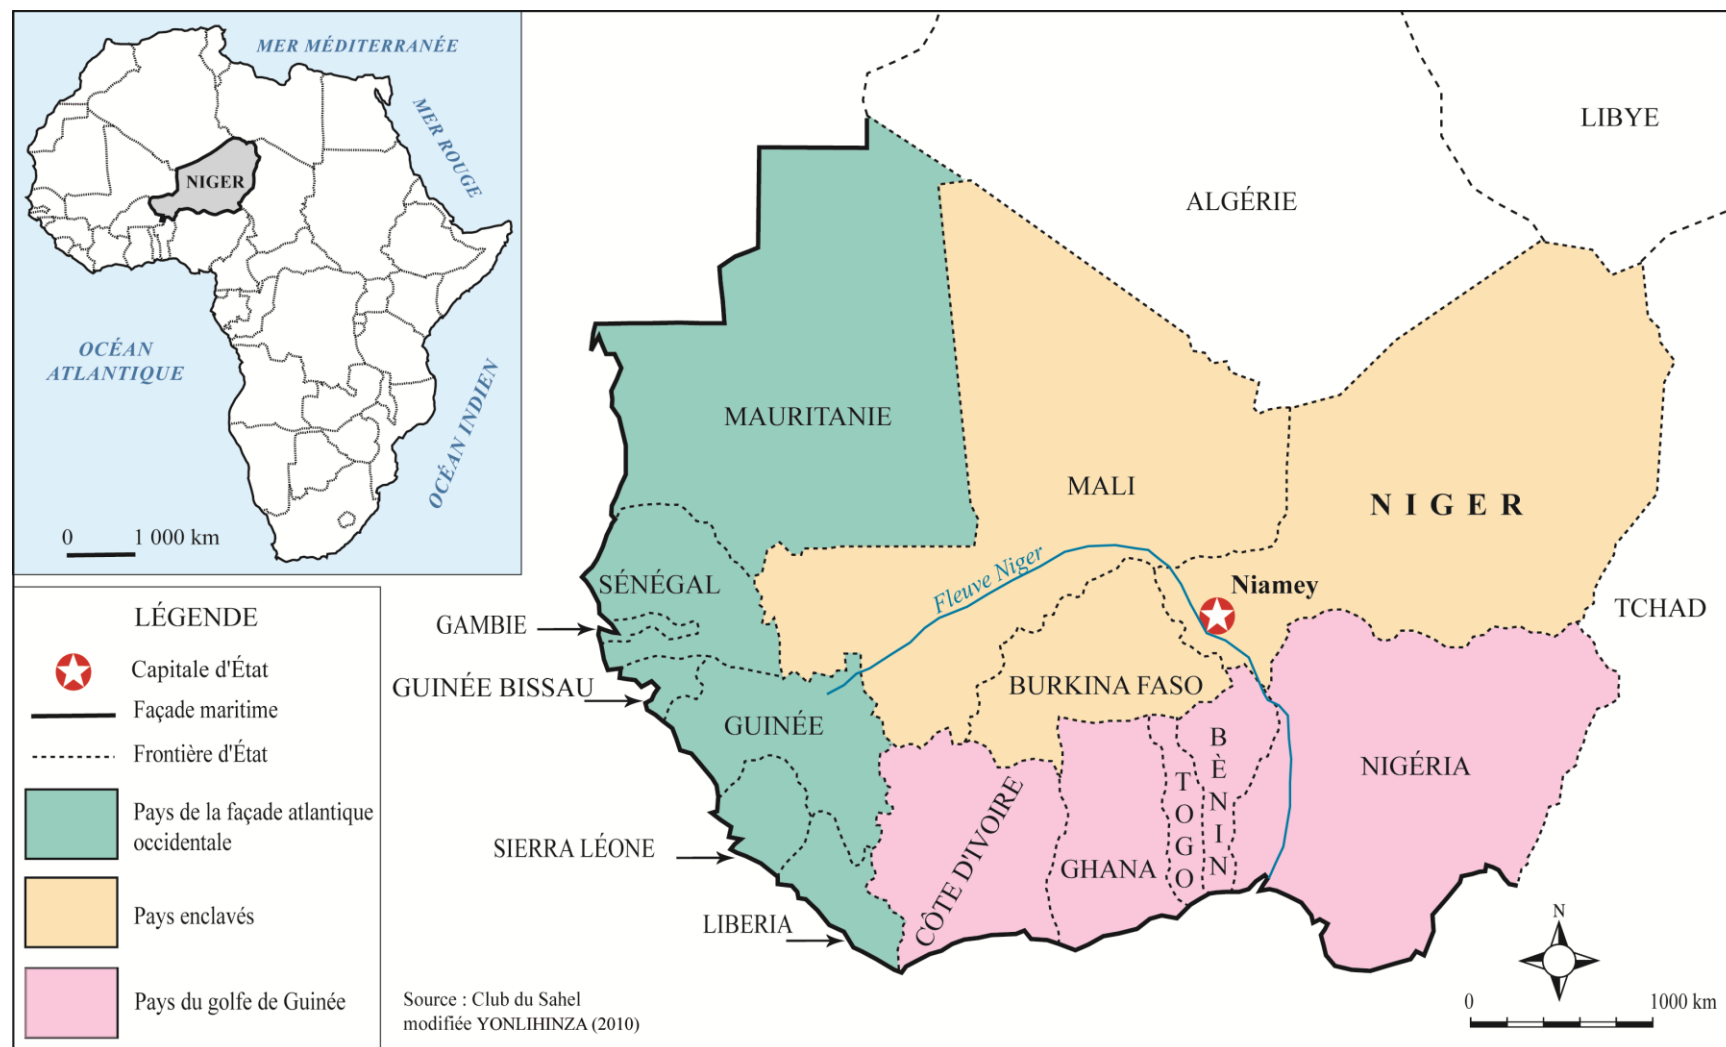 MER MÉDITERRANÉE
MER ROUGE
NIGER
OCÉAN
ATLANTIQUE
OCÉAN INDIEN
0 1 000 km
LÉGENDE
Capitale d'État
Façade maritime
Frontière d'État
Pays de la façade atlantique
occidentale
Pays enclavés
Pays du golfe de Guinée
LIBYE
ALGÉRIE
MAURITANIE
MALI
NIGER
Fleuve Niger
Niamey
TCHAD
SÉNÉGAL
GAMBIE
GUINÉE BISSAU
GUINÉE
BURKINA FASO
BÈNIN
TOGO
NIGÉRIA
SIERRA LÉONE
CÔTE D'IVOIRE
GHANA
LIBERIA
Source : Club du Sahel
modifiée YONLIHINZA (2010)
N
0 1000 km